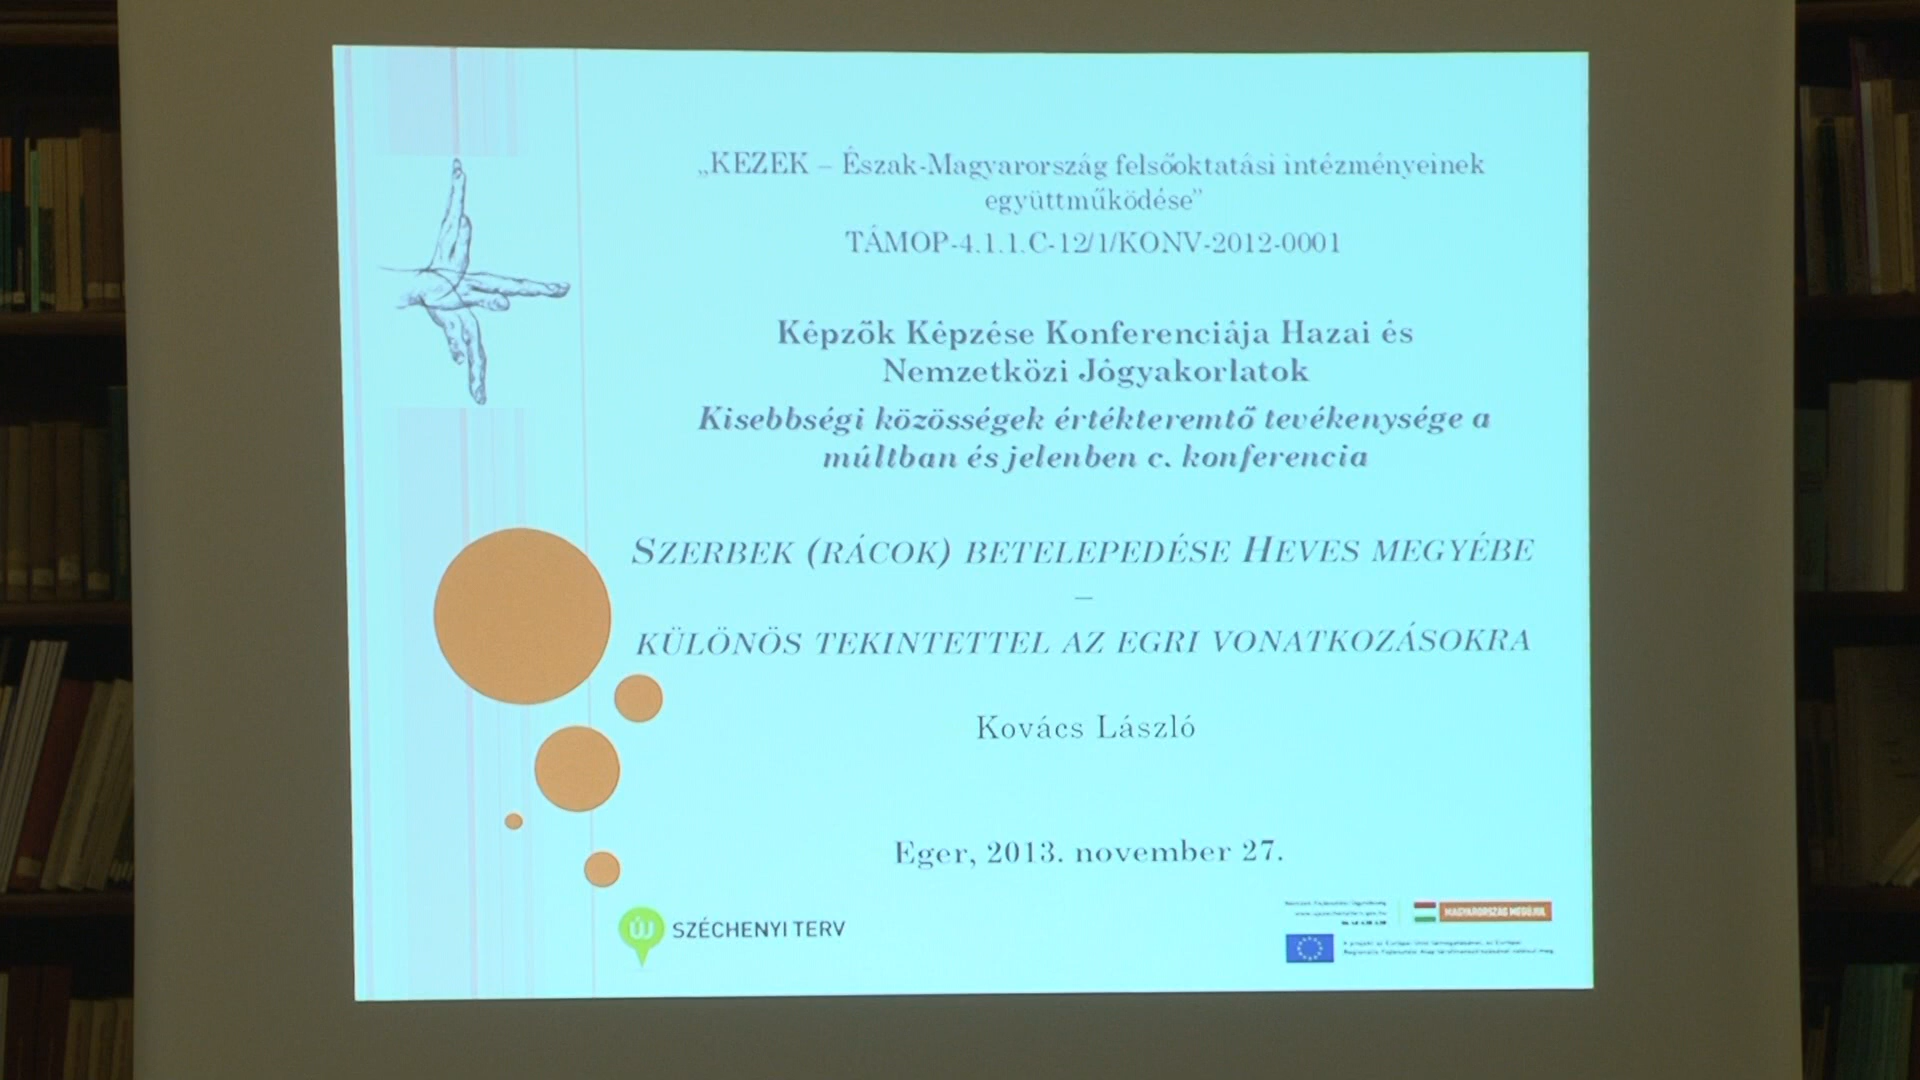 „KEZEK – Észak-Magyarország felsőoktatási intézményeinek
együttműködése”
TÁMOP-4.1.1.C-12/1/KONV-2012-0001
Képzők Képzése Konferenciája Hazai és
Nemzetközi Jógyakorlatok
Kisebbségi közösségek értékteremtő tevékenysége a
múltban és jelenben c. konferencia
SZERBEK (RÁCOK) BETELEPEDÉSE HEVES MEGYÉBE
–
KÜLÖNÖS TEKINTETTEL AZ EGRI VONATKOZÁSOKRA
Kovács László
Eger, 2013. november 27.
ÚJ SZÉCHENYI TERV
MAGYARORSZÁG MEGÚJUL